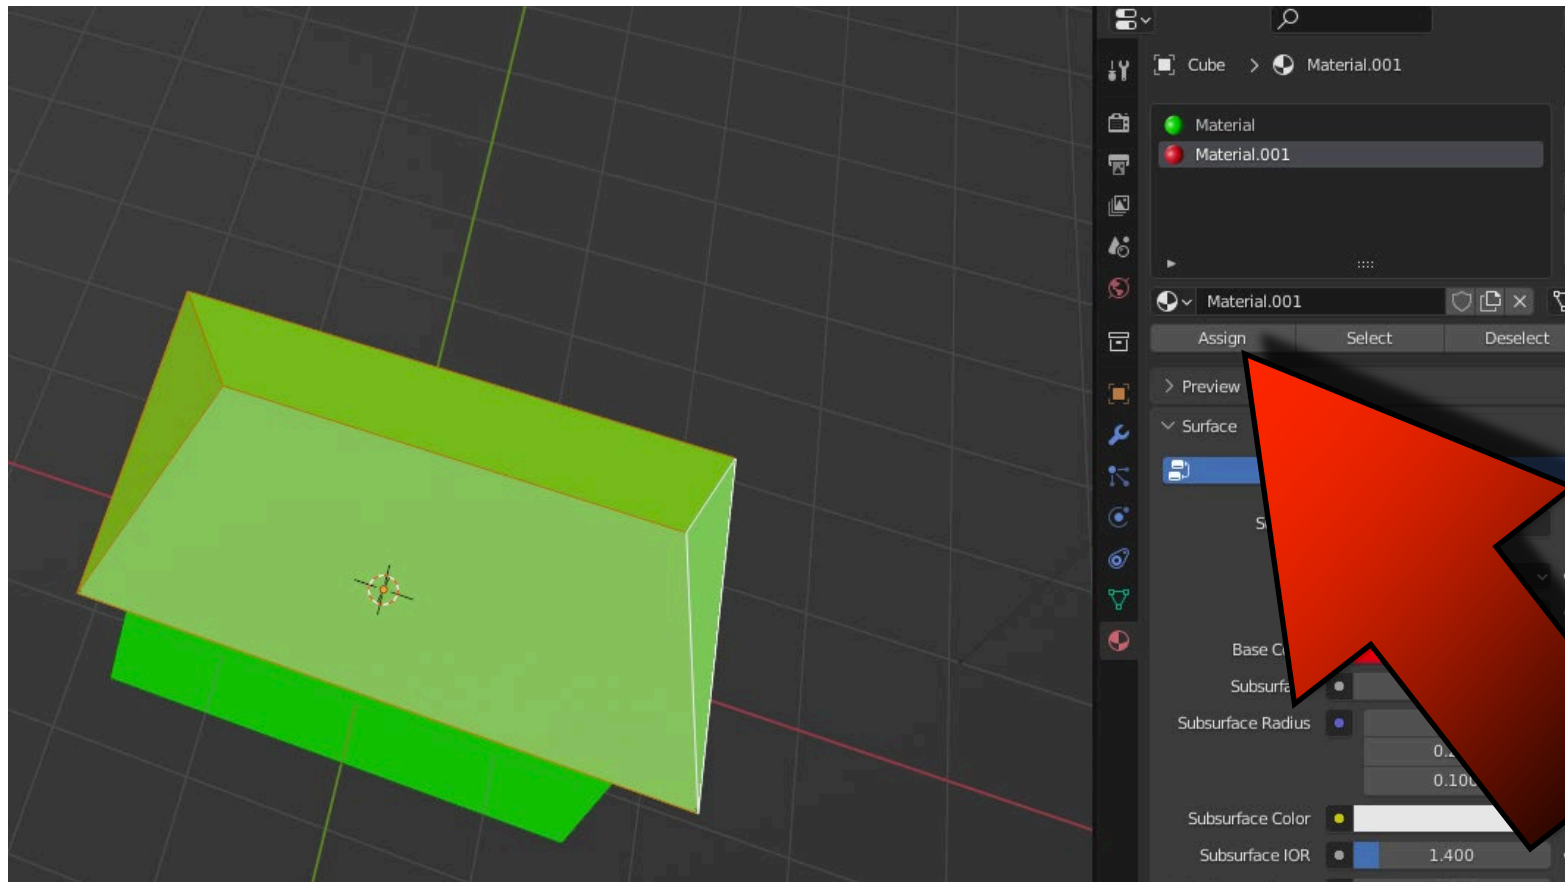 Cube > Material.001
Material
Material.001
Material.001
Assign Select Deselect
Preview
Surface
Base
Subsurface Radius
0.100
Subsurface Color
Subsurface IOR 1.400